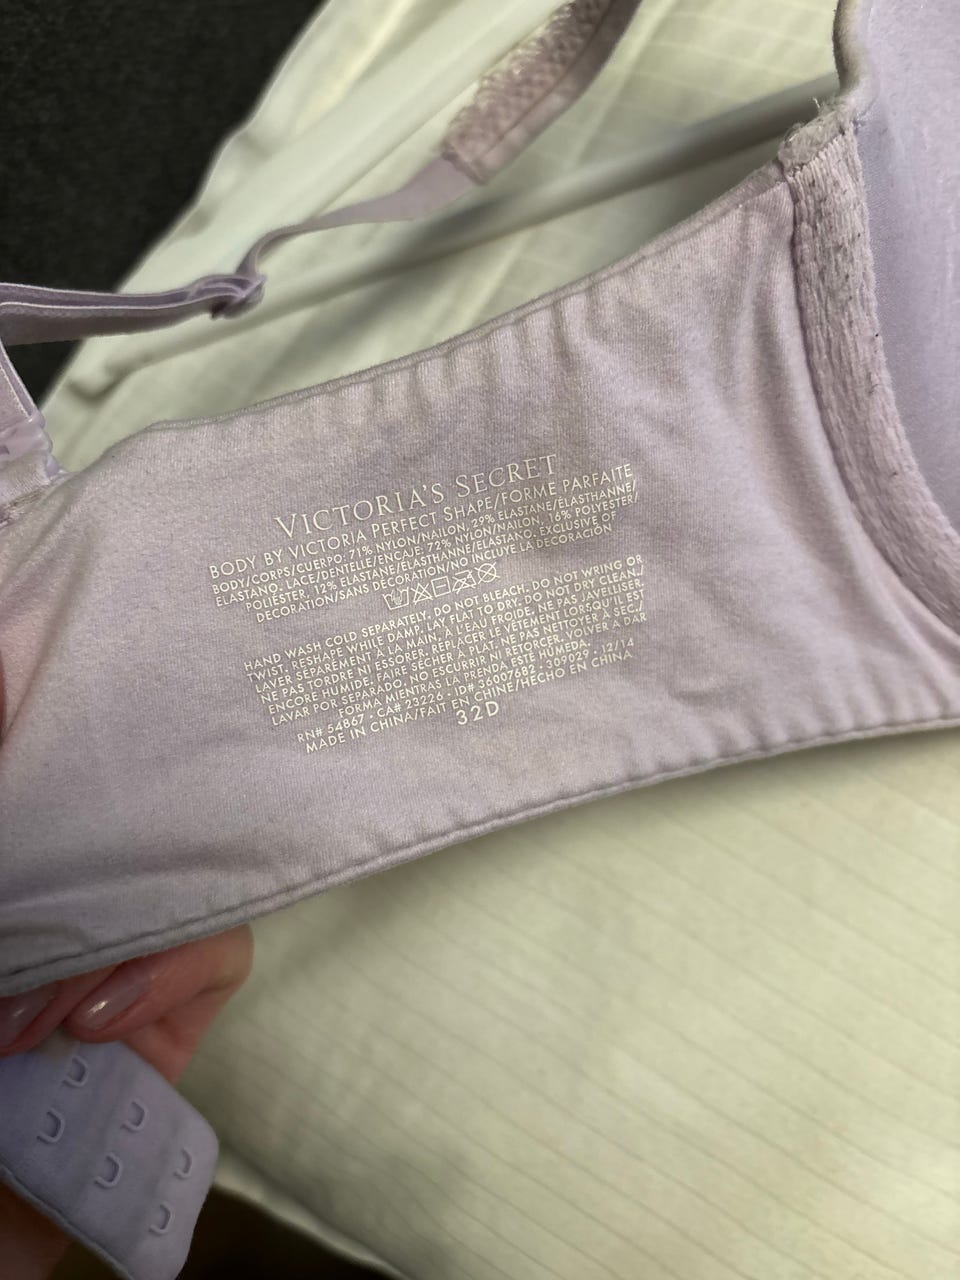 VICTORIA'S SECRET
BODY BY VICTORIA PERFECT SHAPE/FORME PARFAITE
BODY/CORPS/CUERPO: 71% NYLON/NAILON, 29% ELASTANE/ÉLASTHANNE/
ELASTANO. LACE/DENTELLE/ENCAJE: 72% NYLON/NAILON, 16% POLYESTER/
POLIÉSTER, 12% ELASTANE/ÉLASTHANNE/ELASTANO. EXCLUSIVE OF
DECORATION/SANS DÉCORATION/NO INCLUYE LA DECORACIÓN
HAND WASH COLD SEPARATELY. DO NOT BLEACH. DO NOT WRING OR
TWIST. RESHAPE WHILE DAMP. LAY FLAT TO DRY. DO NOT DRY CLEAN./
LAVER SÉPARÉMENT À LA MAIN, À L'EAU FROIDE. NE PAS JAVELLISER.
NE PAS TORDRE NI ESSORER. REPLACER LE VÊTEMENT LORSQU'IL EST
ENCORE HUMIDE. FAIRE SÉCHER À PLAT. NE PAS NETTOYER À SEC./
LAVAR POR SEPARADO. NO ESCURRIR NI RETORCER. VOLVER A DAR
FORMA MIENTRAS LA PRENDA ESTÉ HÚMEDA.
RN# 54867 • CA# 23226 • ID# 36007682 • 309029 • 12/14
MADE IN CHINA/FAIT EN CHINE/HECHO EN CHINA
32D